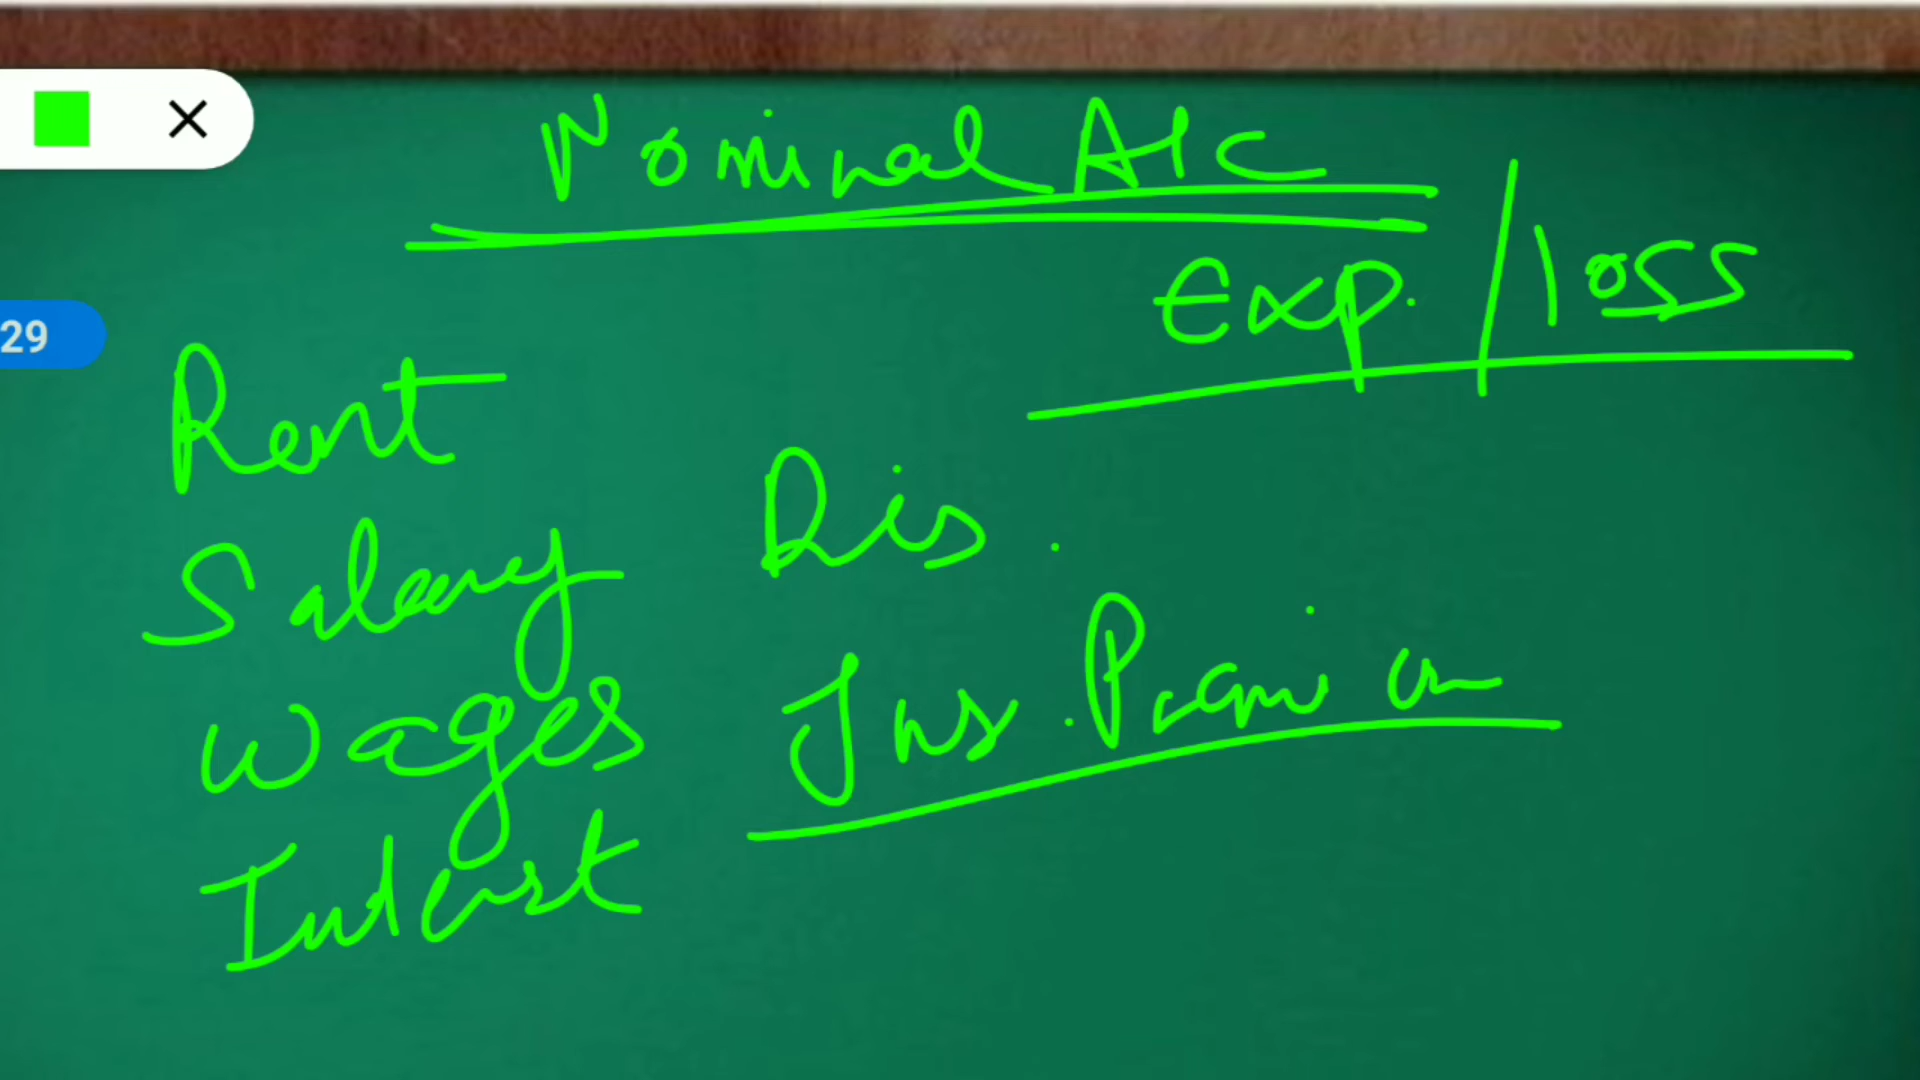 Nominal A/C
Exp. / loss
29
Rent
Salary
Wages
Interest
Dis.
Ins. Premium